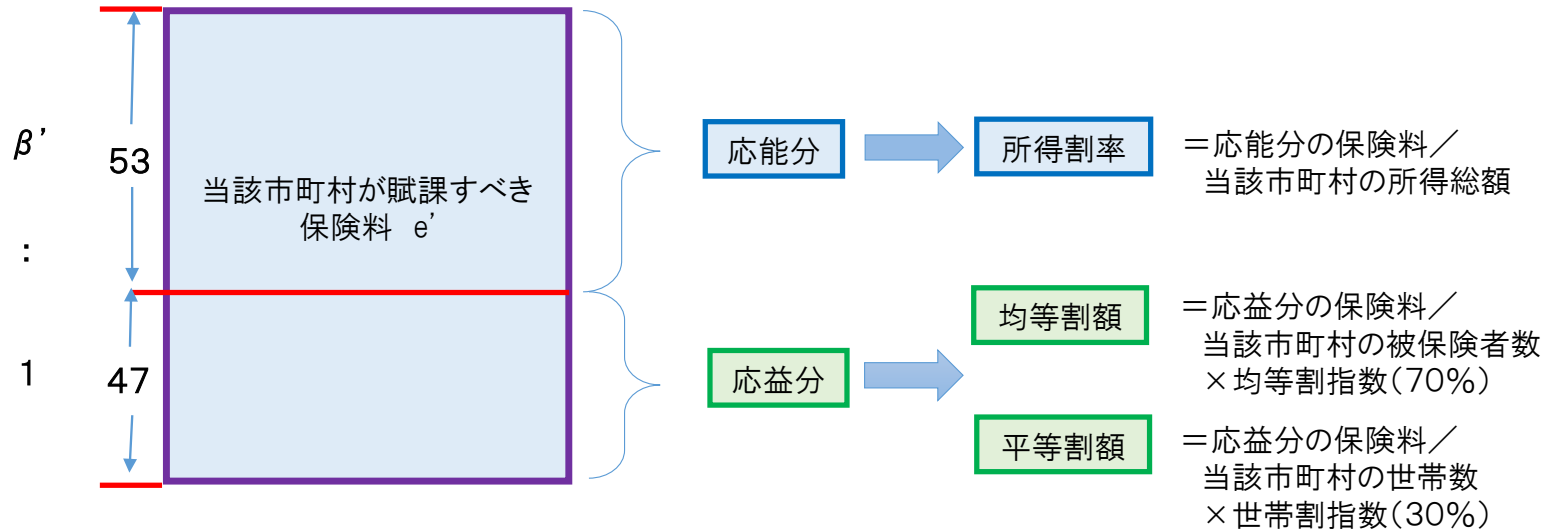 β’
:
1
53
47
当該市町村が賦課すべき
保険料 e’
応能分
所得割率
＝応能分の保険料／
当該市町村の所得総額
応益分
均等割額
＝応益分の保険料／
当該市町村の被保険者数
×均等割指数（70%）
平等割額
＝応益分の保険料／
当該市町村の世帯数
×世帯割指数（30%）